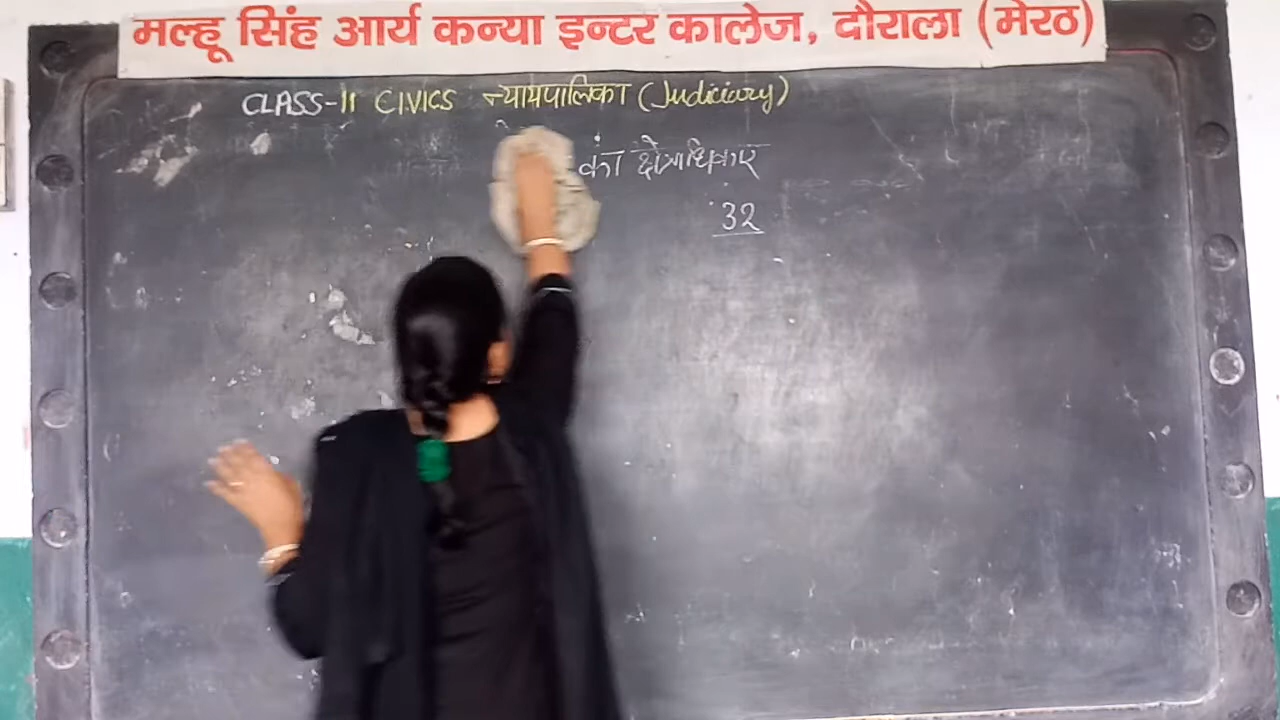 मल्हू सिंह आर्य कन्या इन्टर कालेज, दौराला (मेरठ)
CLASS-11 CIVICS न्यायपालिका (Judiciary)
का क्षेत्राधिकार
32